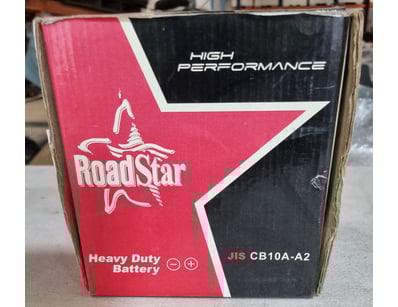 HIGH
PERFORMANCE
RoadStar
Heavy Duty
Battery - +
JIS CB10A-A2